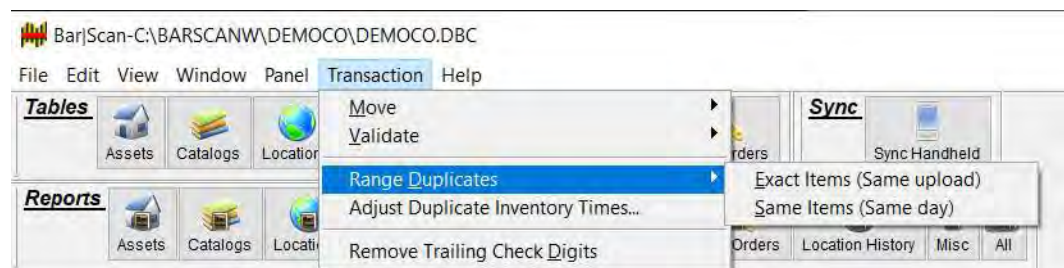 Bar|Scan-C:\BARSCANW\DEMOCO\DEMOCO.DBC
File Edit View Window Panel Transaction Help
Tables
Assets Catalogs Location
Move
Validate
Range Duplicates
Adjust Duplicate Inventory Times...
Remove Trailing Check Digits
rders
Sync
Sync Handheld
Exact Items (Same upload)
Same Items (Same day)
Reports
Assets Catalogs Locati
Orders Location History Misc All